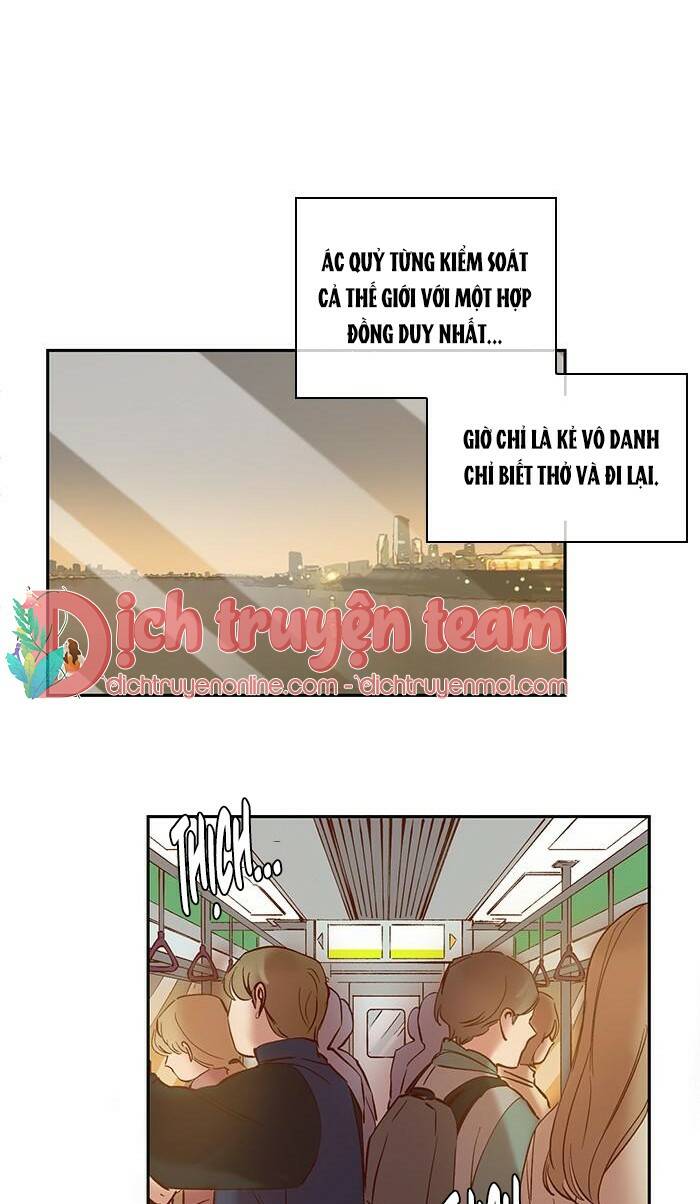 ÁC QUỶ TỪNG KIỂM SOÁT
CẢ THẾ GIỚI VỚI MỘT HỢP
ĐỒNG DUY NHẤT...
GIỜ CHỈ LÀ KẺ VÔ DANH
CHỈ BIẾT THỞ VÀ ĐI LẠI.
Dịch truyện team
dichtruyenonline.com - dichtruyenmoi.com
THỊCH...